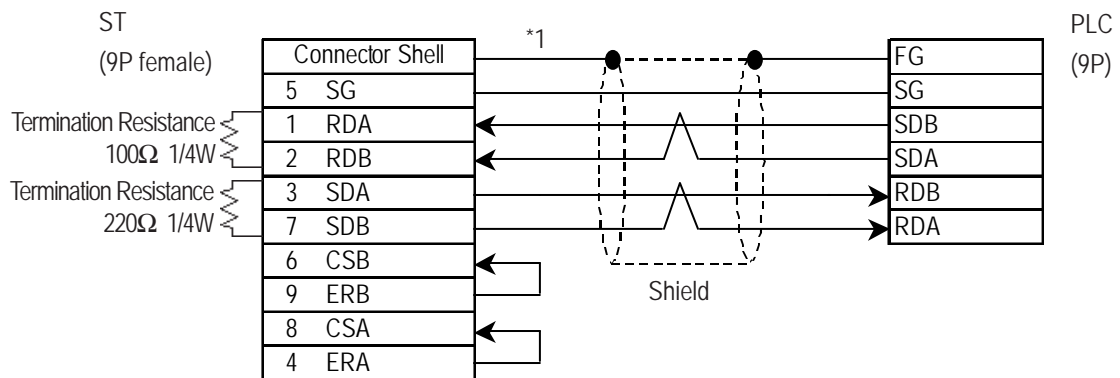 ST
(9P female)
*1
PLC
(9P)
Connector Shell
FG
5 SG
SG
Termination Resistance
100Ω 1/4W
1 RDA
SDB
2 RDB
SDA
Termination Resistance
220Ω 1/4W
3 SDA
RDB
7 SDB
RDA
6 CSB
9 ERB
8 CSA
4 ERA
Shield